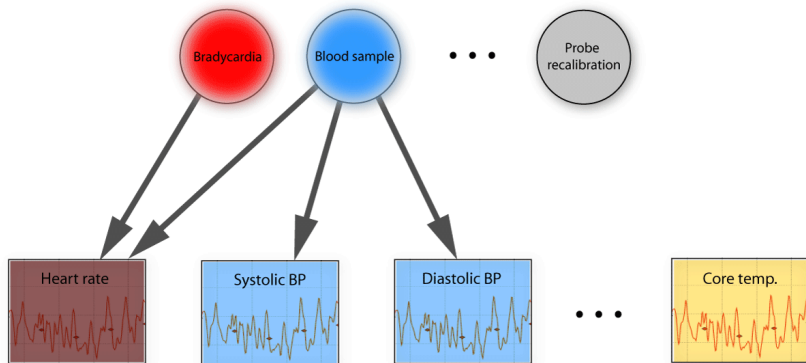 Bradycardia
Blood sample
Probe
recalibration
Heart rate
Systolic BP
Diastolic BP
Core temp.